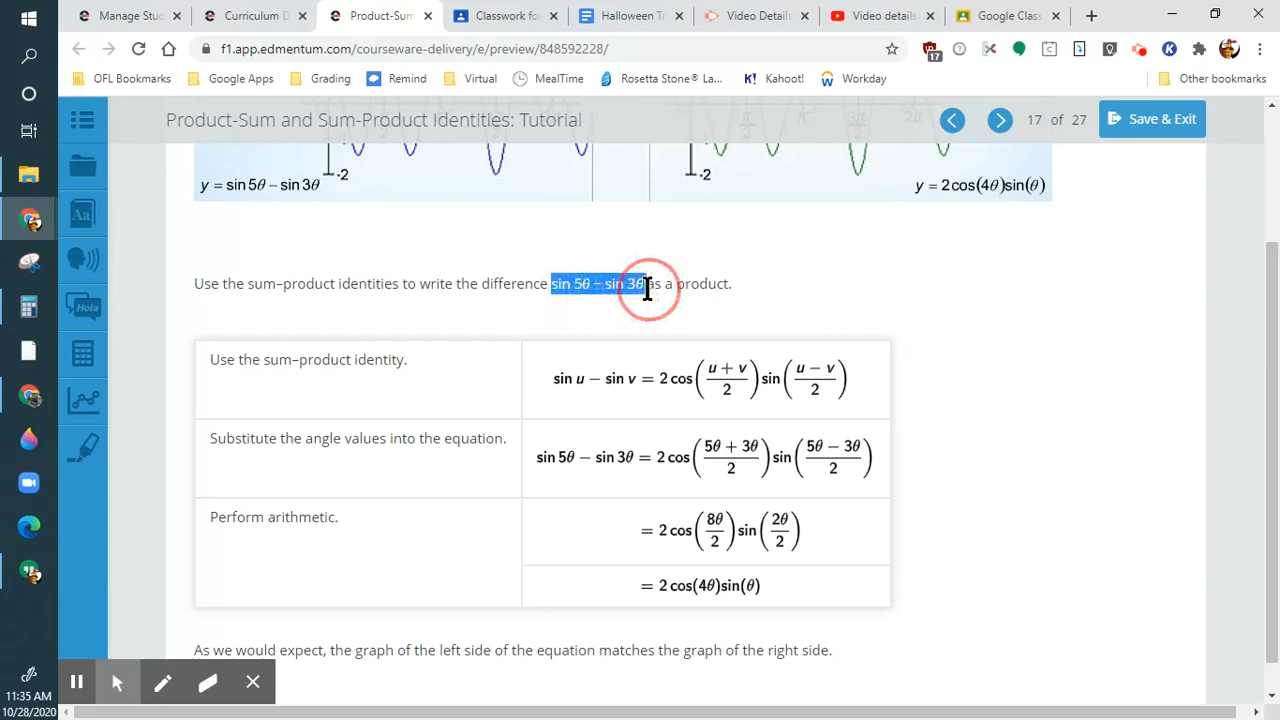 Manage Stud
Curriculum D
Product-Sum
Classwork for
Halloween Tr
Video Details
Video details
Google Class
f1.app.edmentum.com/courseware-delivery/e/preview/848592228/
17
OFL Bookmarks
Google Apps
Grading
Remind
Virtual
MealTime
Rosetta Stone® La...
K! Kahoot!
Workday
Other bookmarks
Product-Sum and Sum-Product Identities: Tutorial
17 of 27
Save & Exit
-2
-2
y = sin 5θ – sin 3θ
y = 2cos(4θ)sin(θ)
Aa
Hola
Use the sum–product identities to write the difference sin 5θ – sin 3θ as a product.
Use the sum–product identity.
sin u – sin v = 2 cos((u + v)/2) sin((u – v)/2)
Substitute the angle values into the equation.
sin 5θ – sin 3θ = 2 cos((5θ + 3θ)/2) sin((5θ – 3θ)/2)
Perform arithmetic.
= 2 cos(8θ/2) sin(2θ/2)
= 2 cos(4θ)sin(θ)
As we would expect, the graph of the left side of the equation matches the graph of the right side.
11:35 AM
10/28/2020